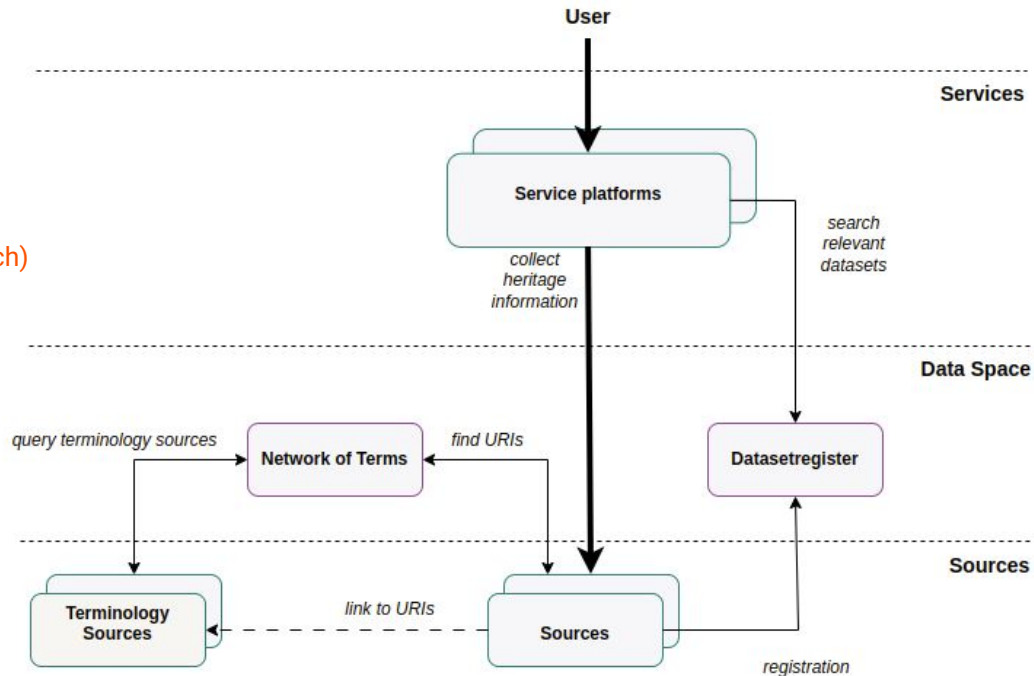 User
Services
Service platforms
search
relevant
datasets
ch)
collect
heritage
information
Data Space
query terminology sources
find URIs
Network of Terms
Datasetregister
Sources
Terminology
Sources
link to URIs
Sources
registration